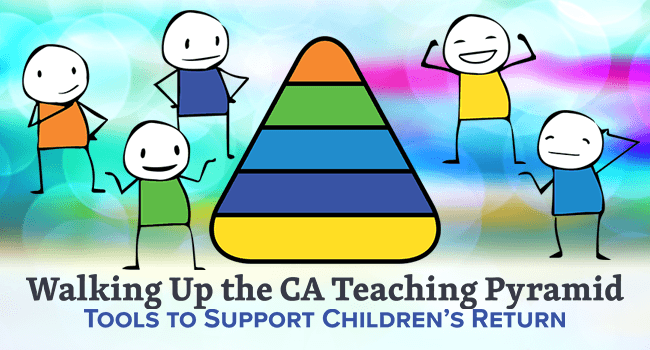 Walking Up the CA Teaching Pyramid
Tools to Support Children's Return